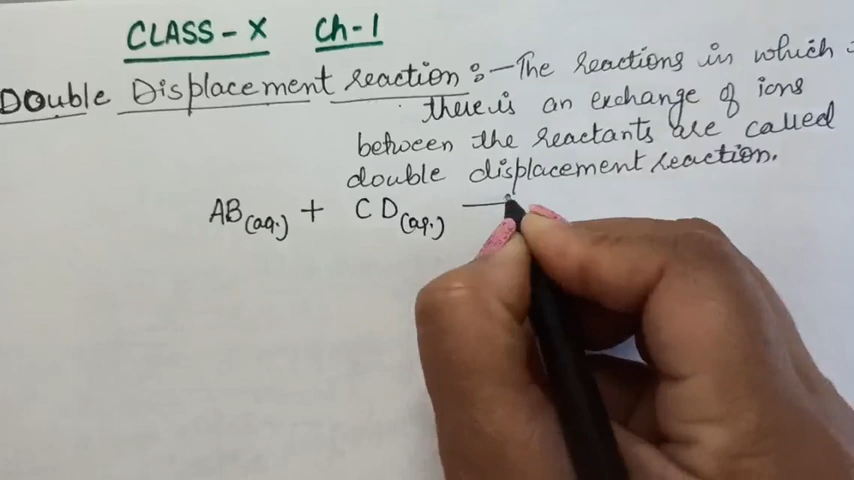 CLASS - X Ch-1
Double Displacement reaction :- The reactions in which
there is an exchange of ions
between the reactants are called
double displacement reaction.
AB(aq.) + CD(aq.) —